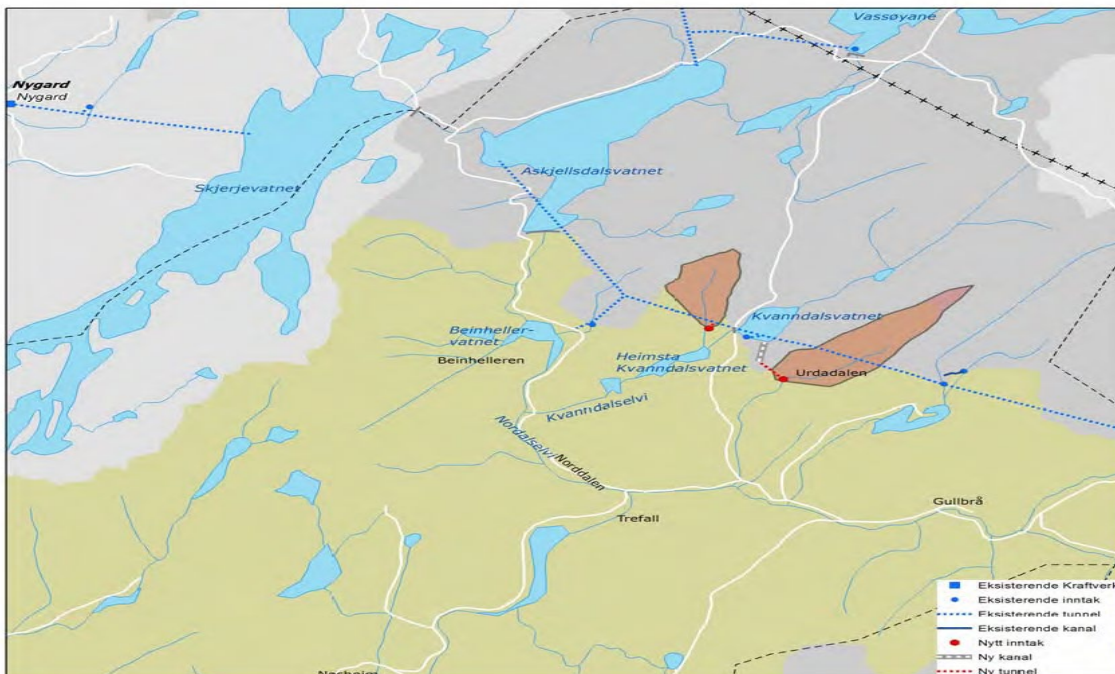 Vassøyane
Nygard
Nygard
Askjellsdalsvatnet
Skjerjevatnet
Kvanndalsvatnet
Beinheller-
vatnet
Beinhelleren
Heimsta
Kvanndalsvatnet
Urdadalen
Kvanndalselvi
Nordalselvi
Norddalen
Gullbrå
Trefall
Eksisterende Kraftverk
Eksisterende inntak
Eksisterende tunnel
Eksisterende kanal
Nytt inntak
Ny kanal
Ny tunnel